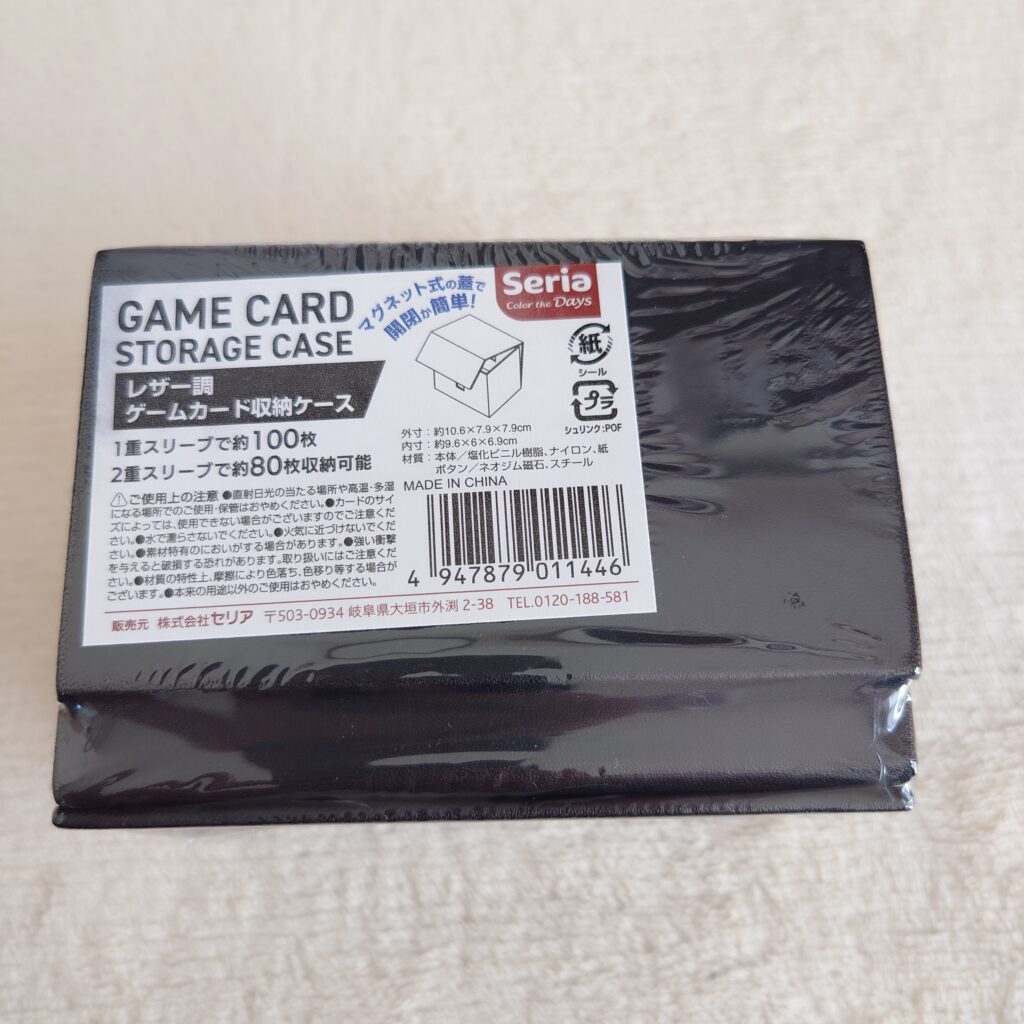 GAME CARD
STORAGE CASE
レザー調
ゲームカード収納ケース
1重スリーブで約100枚
2重スリーブで約80枚収納可能
マグネット式の蓋で
開閉が簡単!
Seria
Color the Days
紙
シール
プラ
シュリンク:POF
外寸:約10.6×7.9×7.9cm
内寸:約9.6×6×6.9cm
材質:本体/塩化ビニル樹脂、ナイロン、紙
ボタン/ネオジム磁石、スチール
MADE IN CHINA
ご使用上の注意 ●直射日光の当たる場所や高温・多湿
になる場所でのご使用・保管はおやめください。●カードのサイ
ズによっては、使用できない場合がございますのでご注意くだ
さい。●水で濡らさないでください。●火気に近づけないでくだ
さい。●素材特有のにおいがする場合があります。●強い衝撃
を与えると破損する恐れがあります。取り扱いにはご注意くだ
さい。●材質の特性上、摩擦により色落ち、色移り等する場合が
ございます。●本来の用途以外のご使用はおやめください。
4 947879 011446
販売元 株式会社セリア 〒503-0934 岐阜県大垣市外渕 2-38 TEL.0120-188-581